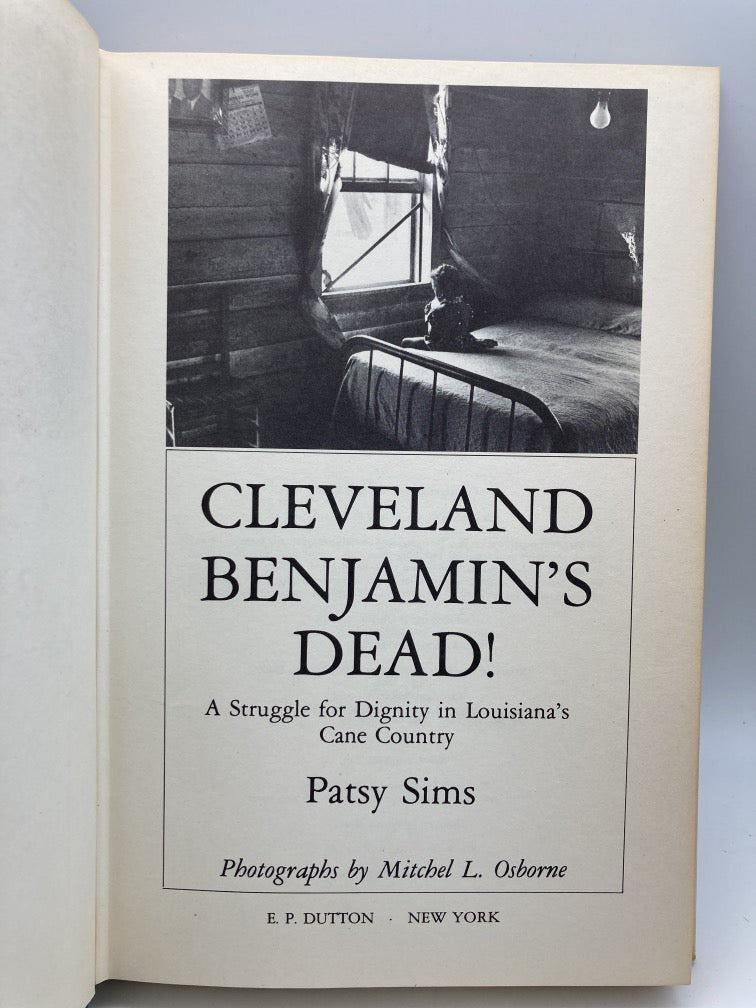 CLEVELAND
BENJAMIN'S
DEAD!
A Struggle for Dignity in Louisiana's
Cane Country
Patsy Sims
Photographs by Mitchel L. Osborne
E. P. DUTTON · NEW YORK